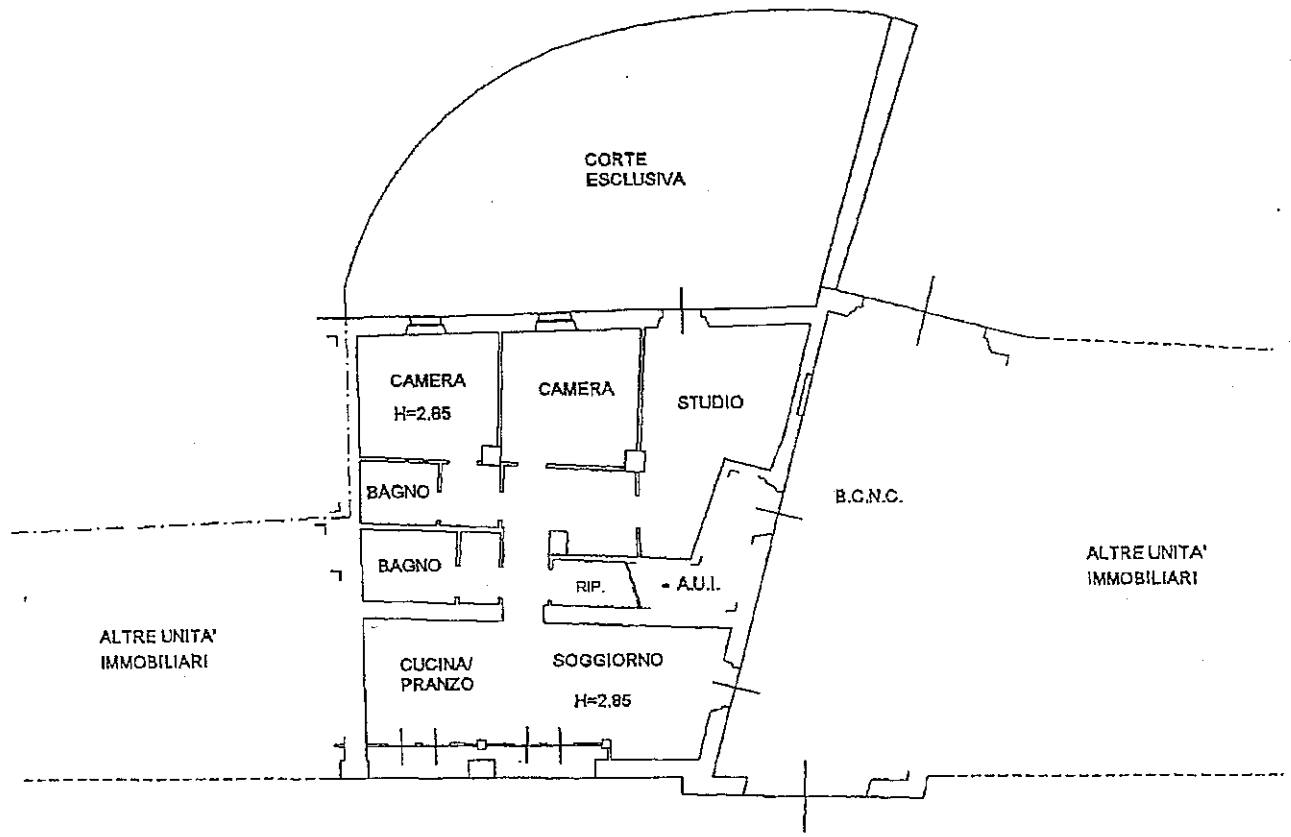 CORTE
ESCLUSIVA
CAMERA
H=2.85
CAMERA
STUDIO
BAGNO
B.C.N.C.
BAGNO
RIP.
- A.U.I.
ALTRE UNITA'
IMMOBILIARI
ALTRE UNITA'
IMMOBILIARI
CUCINA/
PRANZO
SOGGIORNO
H=2.85